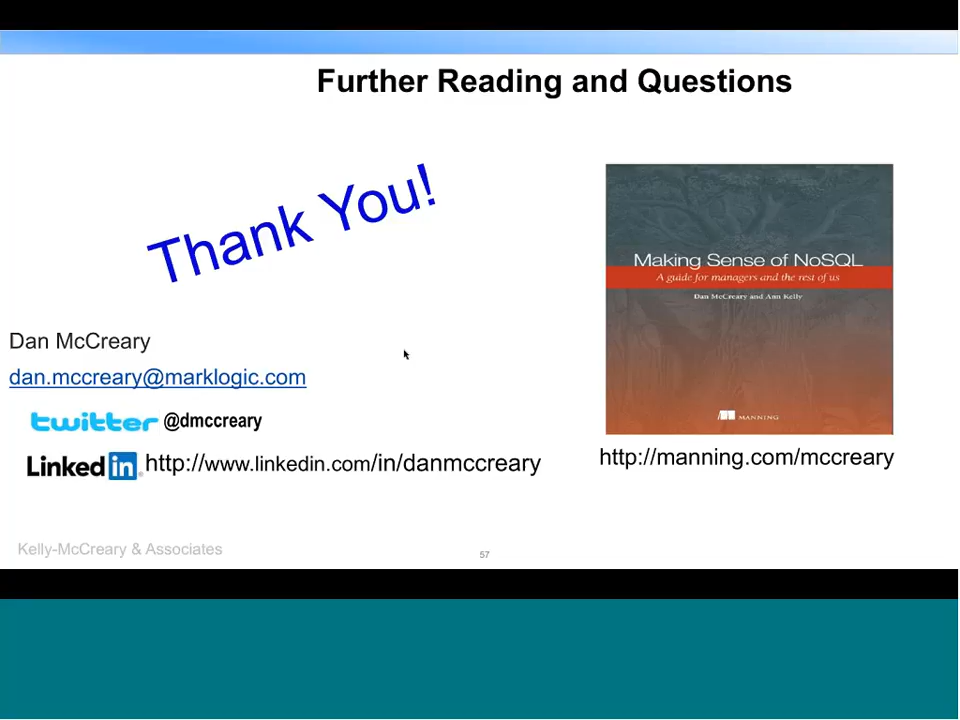 Further Reading and Questions
Thank You!
Making Sense of NoSQL
A guide for managers and the rest of us
Dan McCreary and Ann Kelly
MANNING
http://manning.com/mccreary
Dan McCreary
dan.mccreary@marklogic.com
twitter @dmccreary
Linked in http://www.linkedin.com/in/danmccreary
Kelly-McCreary & Associates
57